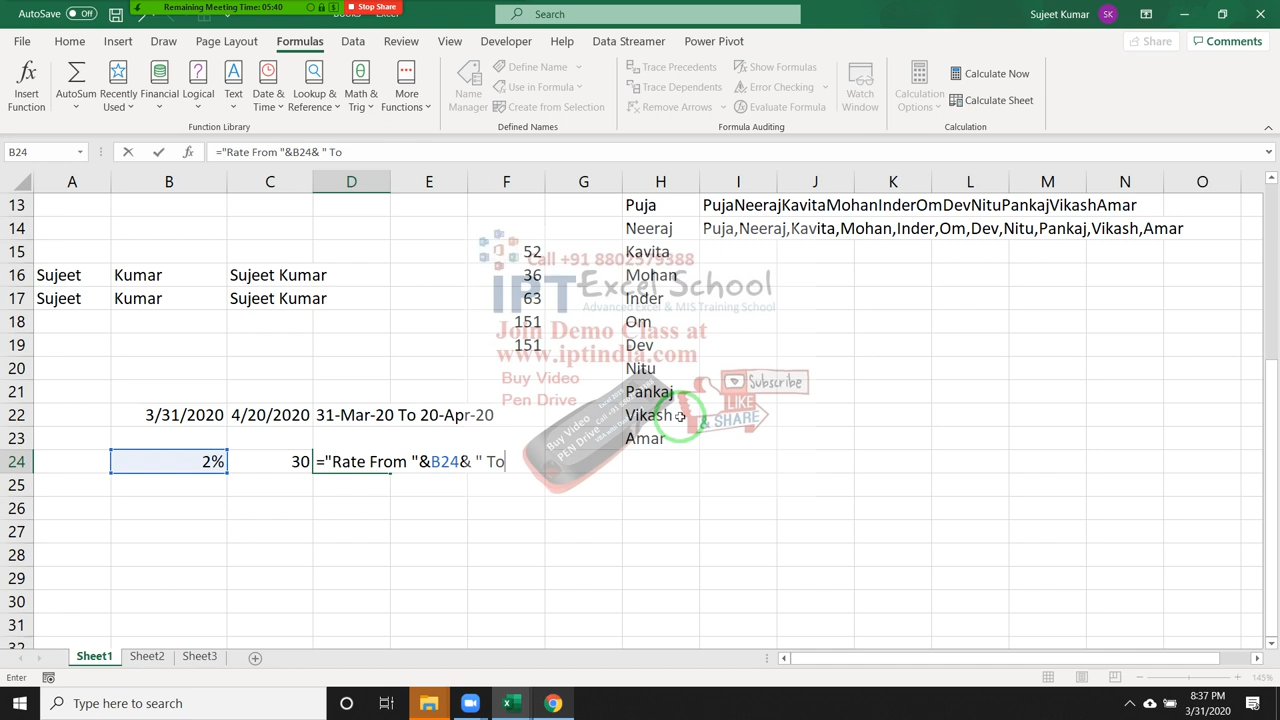 Remaining Meeting Time: 05:40
Stop Share
AutoSave Off
Search
Sujeet Kumar SK
File Home Insert Draw Page Layout Formulas Data Review View Developer Help Data Streamer Power Pivot
Share Comments
Insert Function
AutoSum
Recently Used
Financial
Logical
Text
Date & Time
Lookup & Reference
Math & Trig
More Functions
Function Library
Name Manager
Define Name
Use in Formula
Create from Selection
Defined Names
Trace Precedents
Trace Dependents
Remove Arrows
Show Formulas
Error Checking
Evaluate Formula
Watch Window
Formula Auditing
Calculation Options
Calculate Now
Calculate Sheet
Calculation
B24 fx ="Rate From "&B24& " To
A B C D E F G H I J K L M N O
13 Puja PujaNeerajKavitaMohanInderOmDevNituPankajVikashAmar
14 Neeraj Puja,Neeraj,Kavita,Mohan,Inder,Om,Dev,Nitu,Pankaj,Vikash,Amar
15 52 Kavita
16 Sujeet Kumar Sujeet Kumar 36 Mohan
17 Sujeet Kumar Sujeet Kumar 63 Inder
18 151 Om
19 151 Dev
20 Nitu
21 Pankaj
22 3/31/2020 4/20/2020 31-Mar-20 To 20-Apr-20 Vikash
23 Amar
24 2% 30 ="Rate From "&B24& " To
25
26
27
28
29
30
31
32
Call +91 8802579388
IPT Excel School
Advanced Excel & MIS Training School
Join Demo Class at
www.iptindia.com
Buy Video
Pen Drive
Subscribe
LIKE
& SHARE
Buy Video
PEN Drive
Sheet1 Sheet2 Sheet3
Enter
145%
Type here to search
8:37 PM
3/31/2020